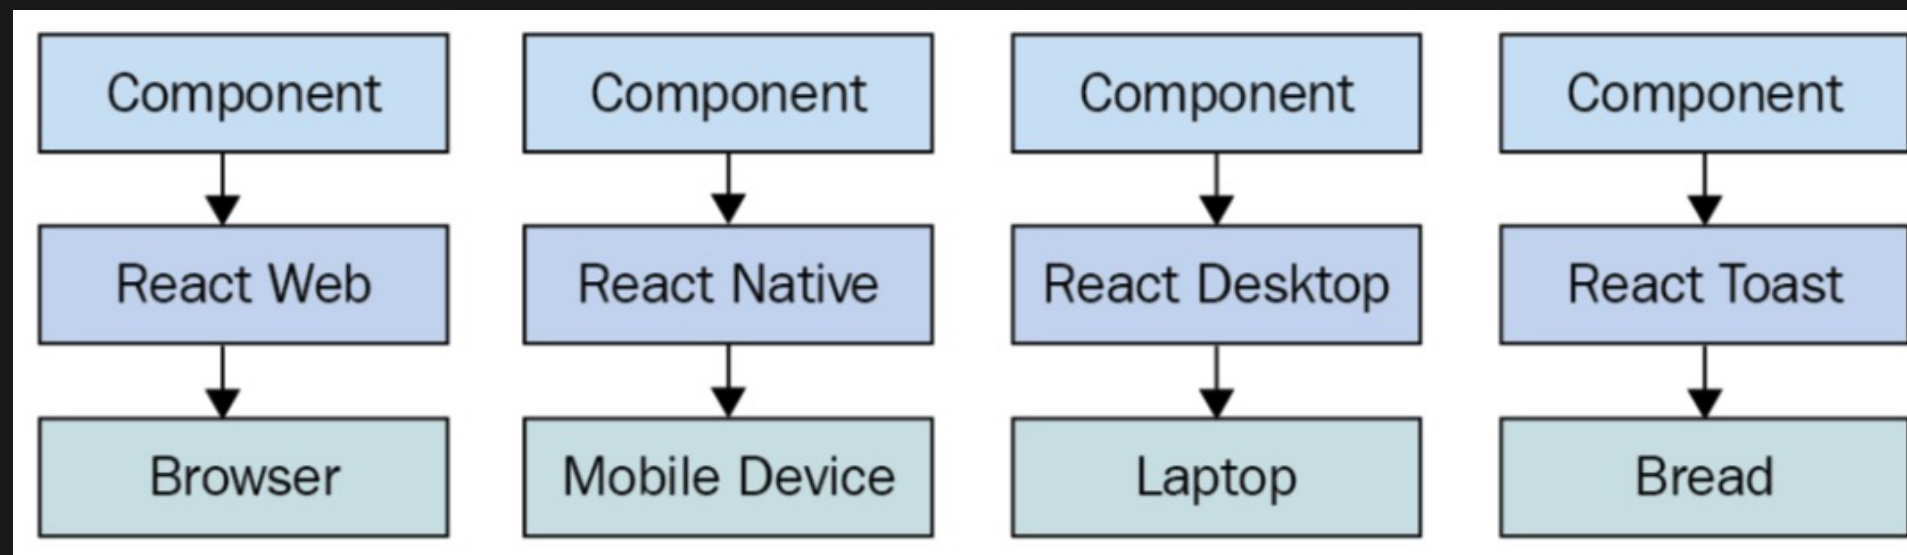 Component
Component
Component
Component
React Web
React Native
React Desktop
React Toast
Browser
Mobile Device
Laptop
Bread